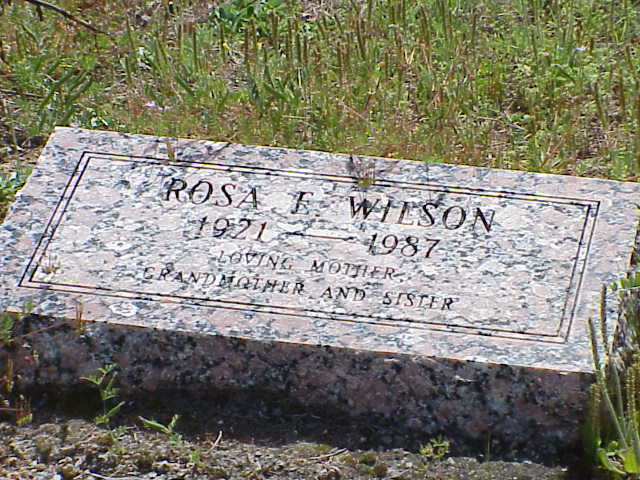 ROSA E WILSON
1921 — 1987
LOVING MOTHER,
GRANDMOTHER AND SISTER